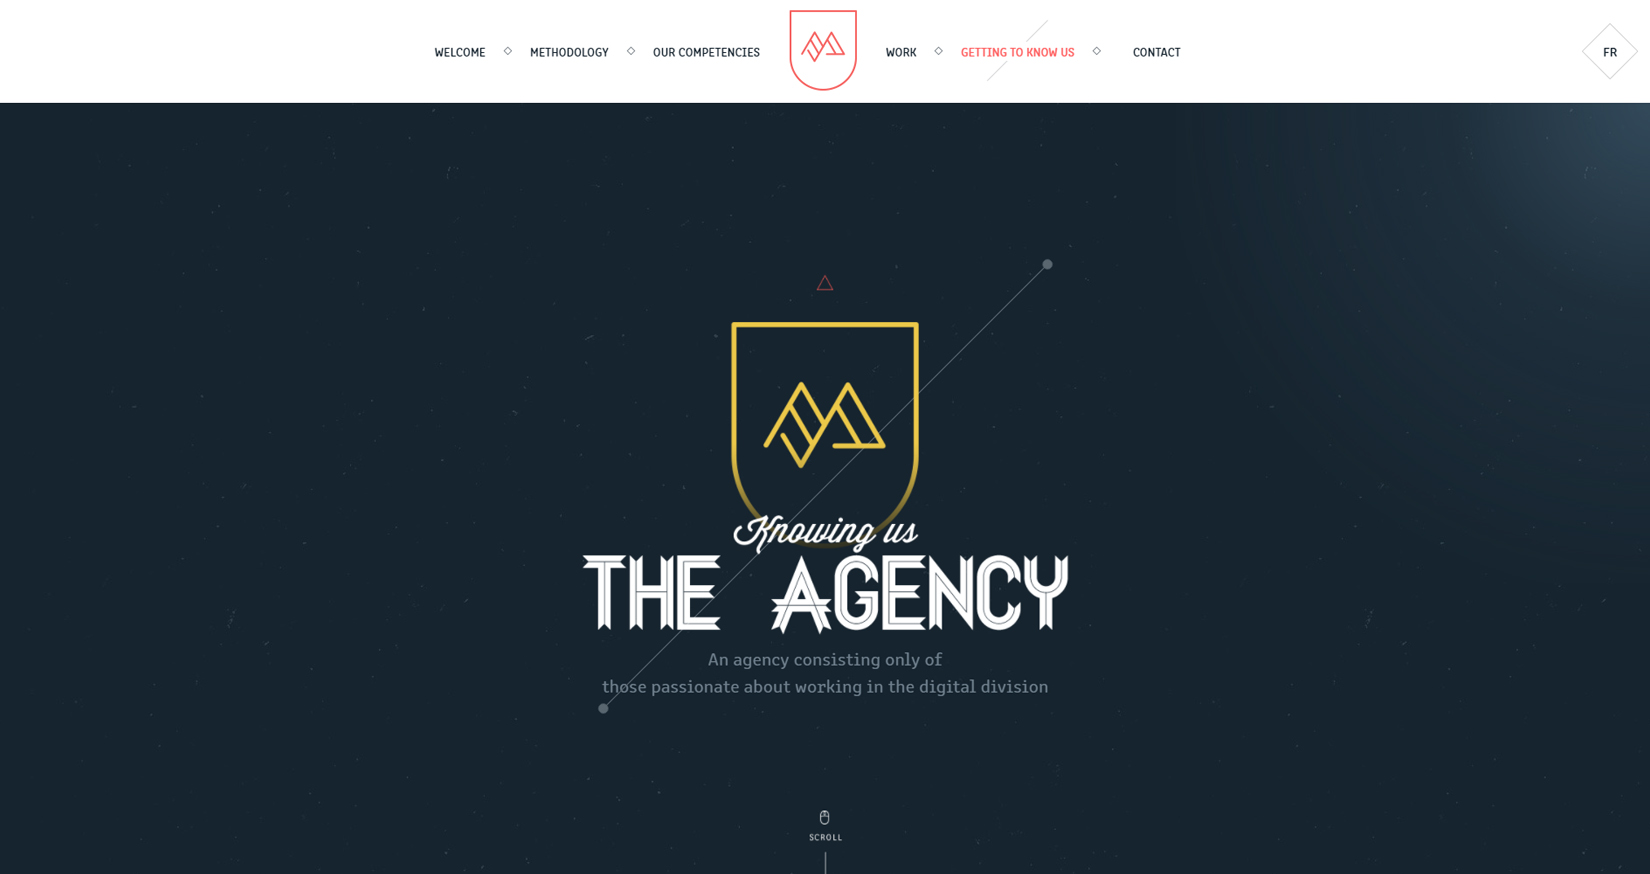 WELCOME
METHODOLOGY
OUR COMPETENCIES
WORK
GETTING TO KNOW US
CONTACT
FR
Knowing us
THE AGENCY
An agency consisting only of
those passionate about working in the digital division
SCROLL